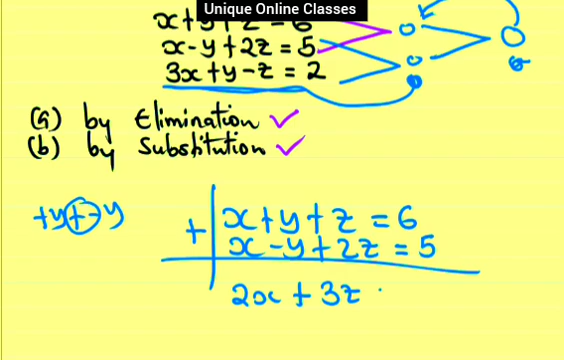 Unique Online Classes
x+y+z=6
x-y+2z=5
3x+y-z=2
(a) by Elimination ✓
(b) by Substitution ✓
+y+-y
+ x+y+z=6
x-y+2z=5
2x+3z